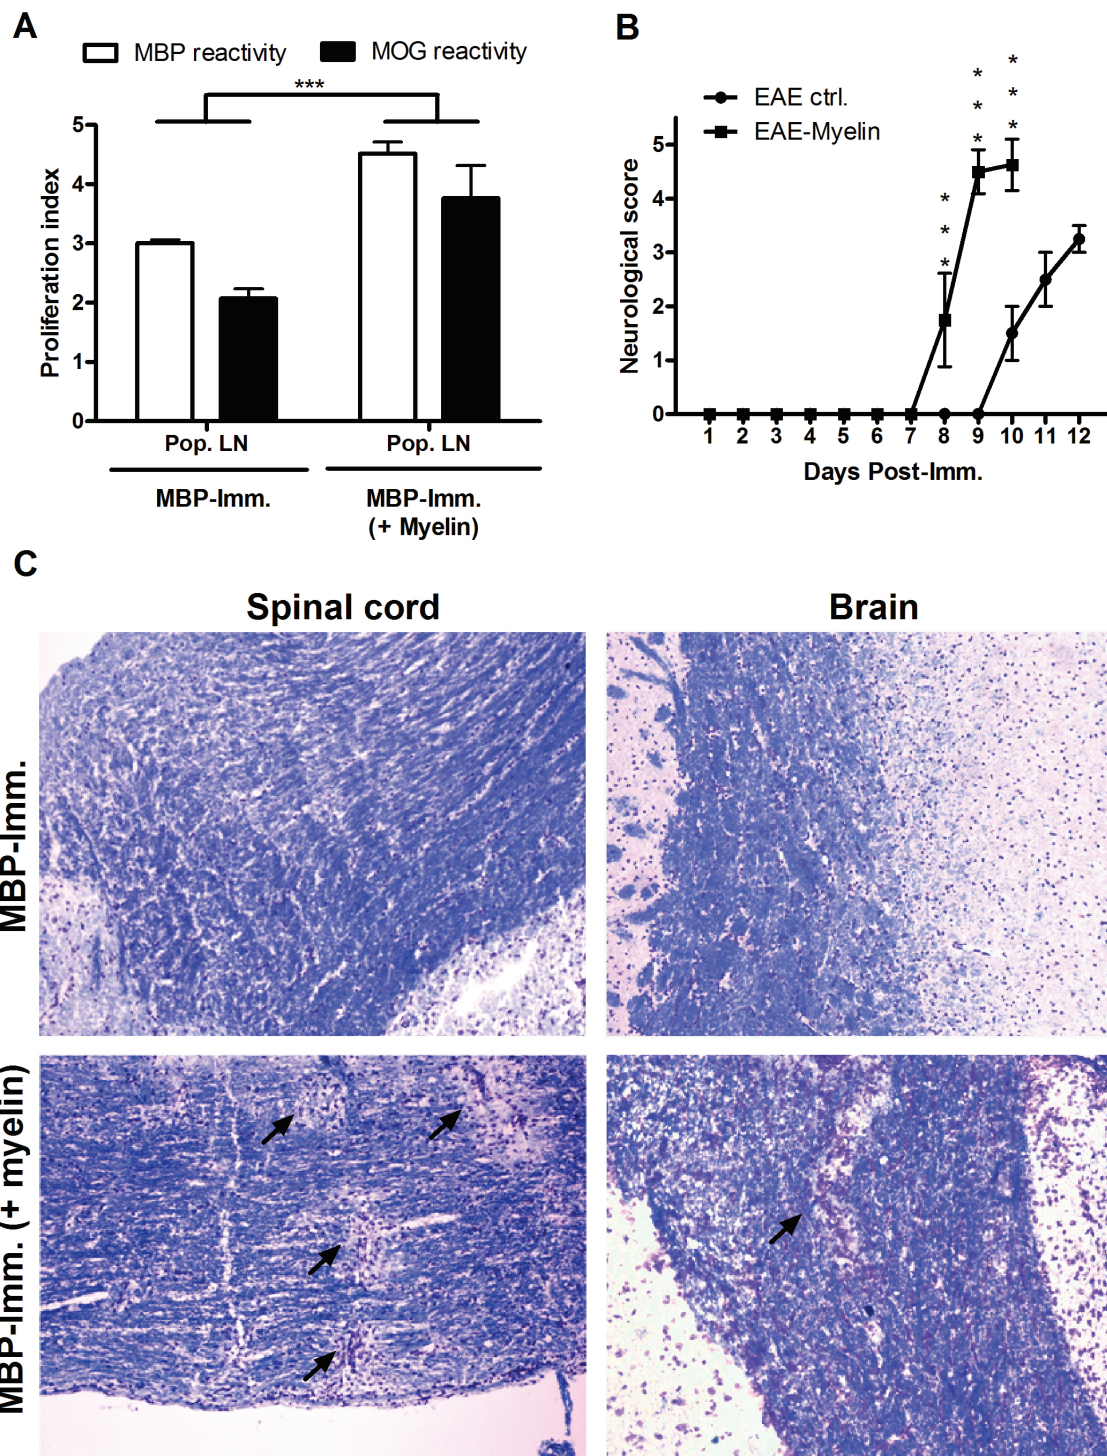 A
MBP reactivity
MOG reactivity
***
5
4
3
2
1
0
Proliferation index
Pop. LN
Pop. LN
MBP-Imm.
MBP-Imm.
(+ Myelin)
B
EAE ctrl.
EAE-Myelin
* * *
* * *
* * *
5
4
3
2
1
0
Neurological score
1 2 3 4 5 6 7 8 9 10 11 12
Days Post-Imm.
C
Spinal cord
Brain
MBP-Imm.
MBP-Imm. (+ myelin)